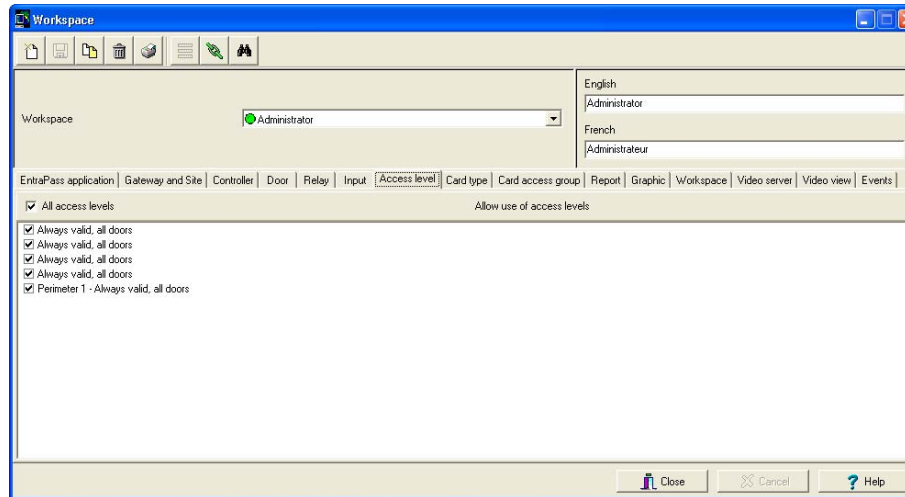 Workspace
English
Administrator
Workspace
Administrator
French
Administrateur
EntraPass application Gateway and Site Controller Door Relay Input Access level Card type Card access group Report Graphic Workspace Video server Video view Events
All access levels Allow use of access levels
Always valid, all doors
Always valid, all doors
Always valid, all doors
Always valid, all doors
Perimeter 1 - Always valid, all doors
Close Cancel ? Help